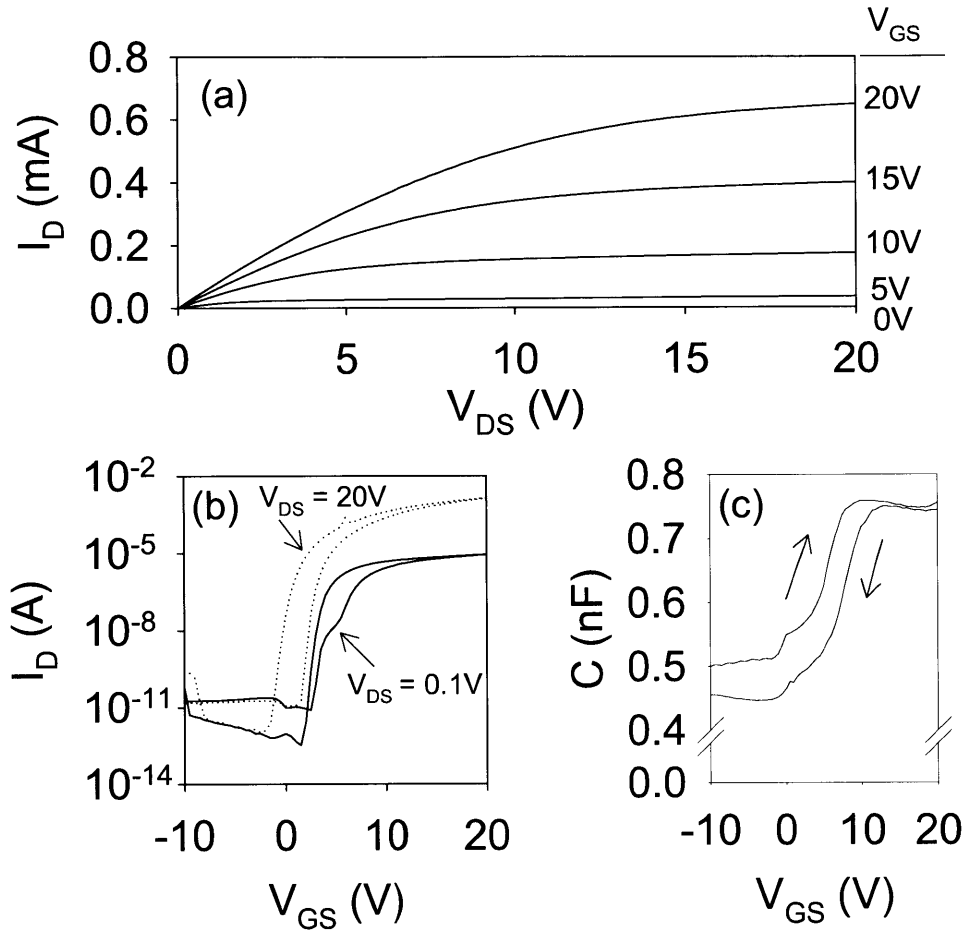 V_GS
(a)
I_D (mA)
0.8
0.6
0.4
0.2
0.0
20V
15V
10V
5V
0V
0 5 10 15 20
V_DS (V)
(b)
V_DS = 20V
V_DS = 0.1V
I_D (A)
10^-2
10^-5
10^-8
10^-11
10^-14
-10 0 10 20
V_GS (V)
(c)
C (nF)
0.8
0.7
0.6
0.5
0.4
0.0
-10 0 10 20
V_GS (V)